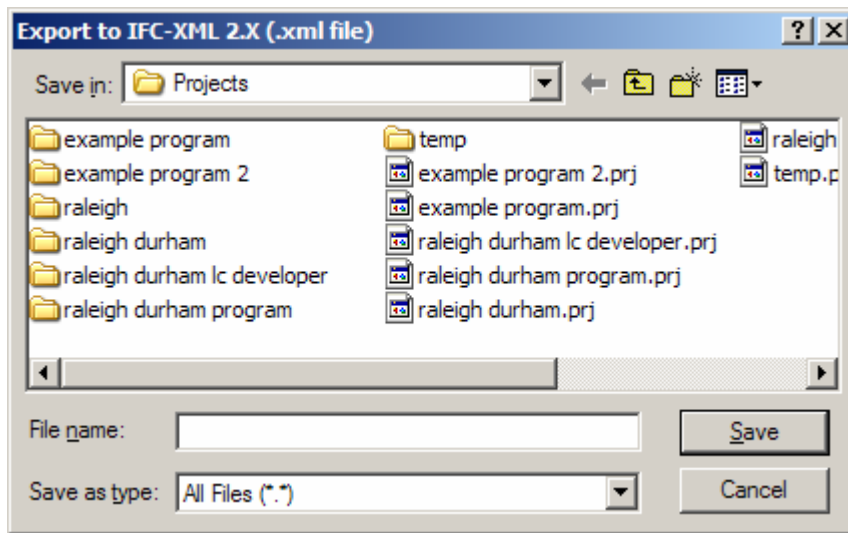 Export to IFC-XML 2.X (.xml file)
Save in: Projects
example program
example program 2
raleigh
raleigh durham
raleigh durham lc developer
raleigh durham program
temp
example program 2.prj
example program.prj
raleigh durham lc developer.prj
raleigh durham program.prj
raleigh durham.prj
raleigh
temp.p
File name:
Save
Save as type: All Files (*.*)
Cancel